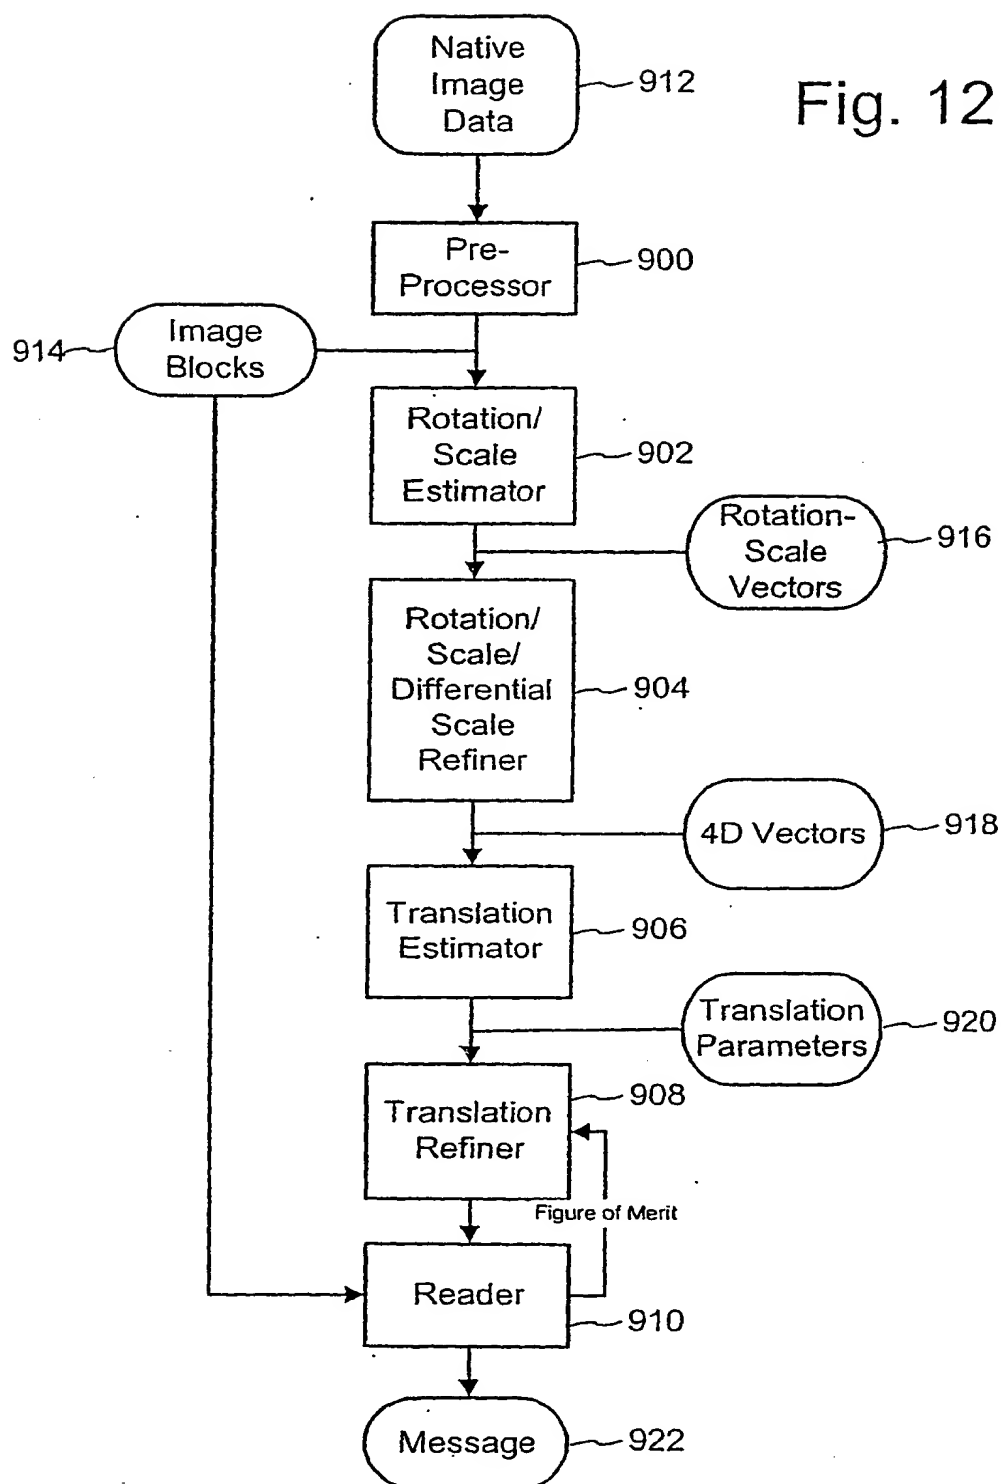 Native
Image
Data
912
Fig. 12
Pre-
Processor
900
914
Image
Blocks
Rotation/
Scale
Estimator
902
Rotation-
Scale
Vectors
916
Rotation/
Scale/
Differential
Scale
Refiner
904
4D Vectors
918
Translation
Estimator
906
Translation
Parameters
920
Translation
Refiner
908
Figure of Merit
Reader
910
Message
922